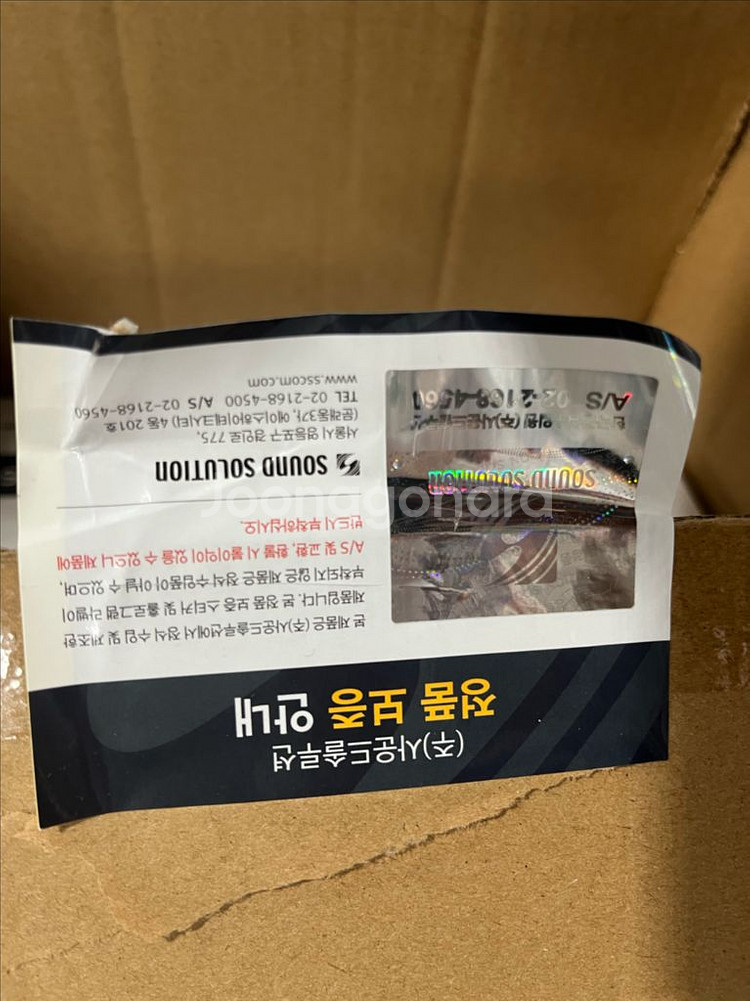 (주)사운드솔루션
정품 보증 안내
본 제품은 (주)사운드솔루션에서 정식 수입 및 제조한
제품입니다. 본 정품 보증 스티커 및 홀로그램 라벨이
부착되지 않은 제품은 정식수입품이 아닐 수 있으며,
A/S 및 교환, 환불 시 불이익이 있을 수 있으니 제품에
반드시 부착하십시오.
SOUND SOLUTION
서울시 영등포구 경인로 775,
(문래동3가, 에이스하이테크시티) 4동 201호
TEL 02-2168-4500 A/S 02-2168-4560
www.sscom.com
SOUND SOLUTION
(주)사운드솔루션
A/S 02-2168-4560
Joonggonara